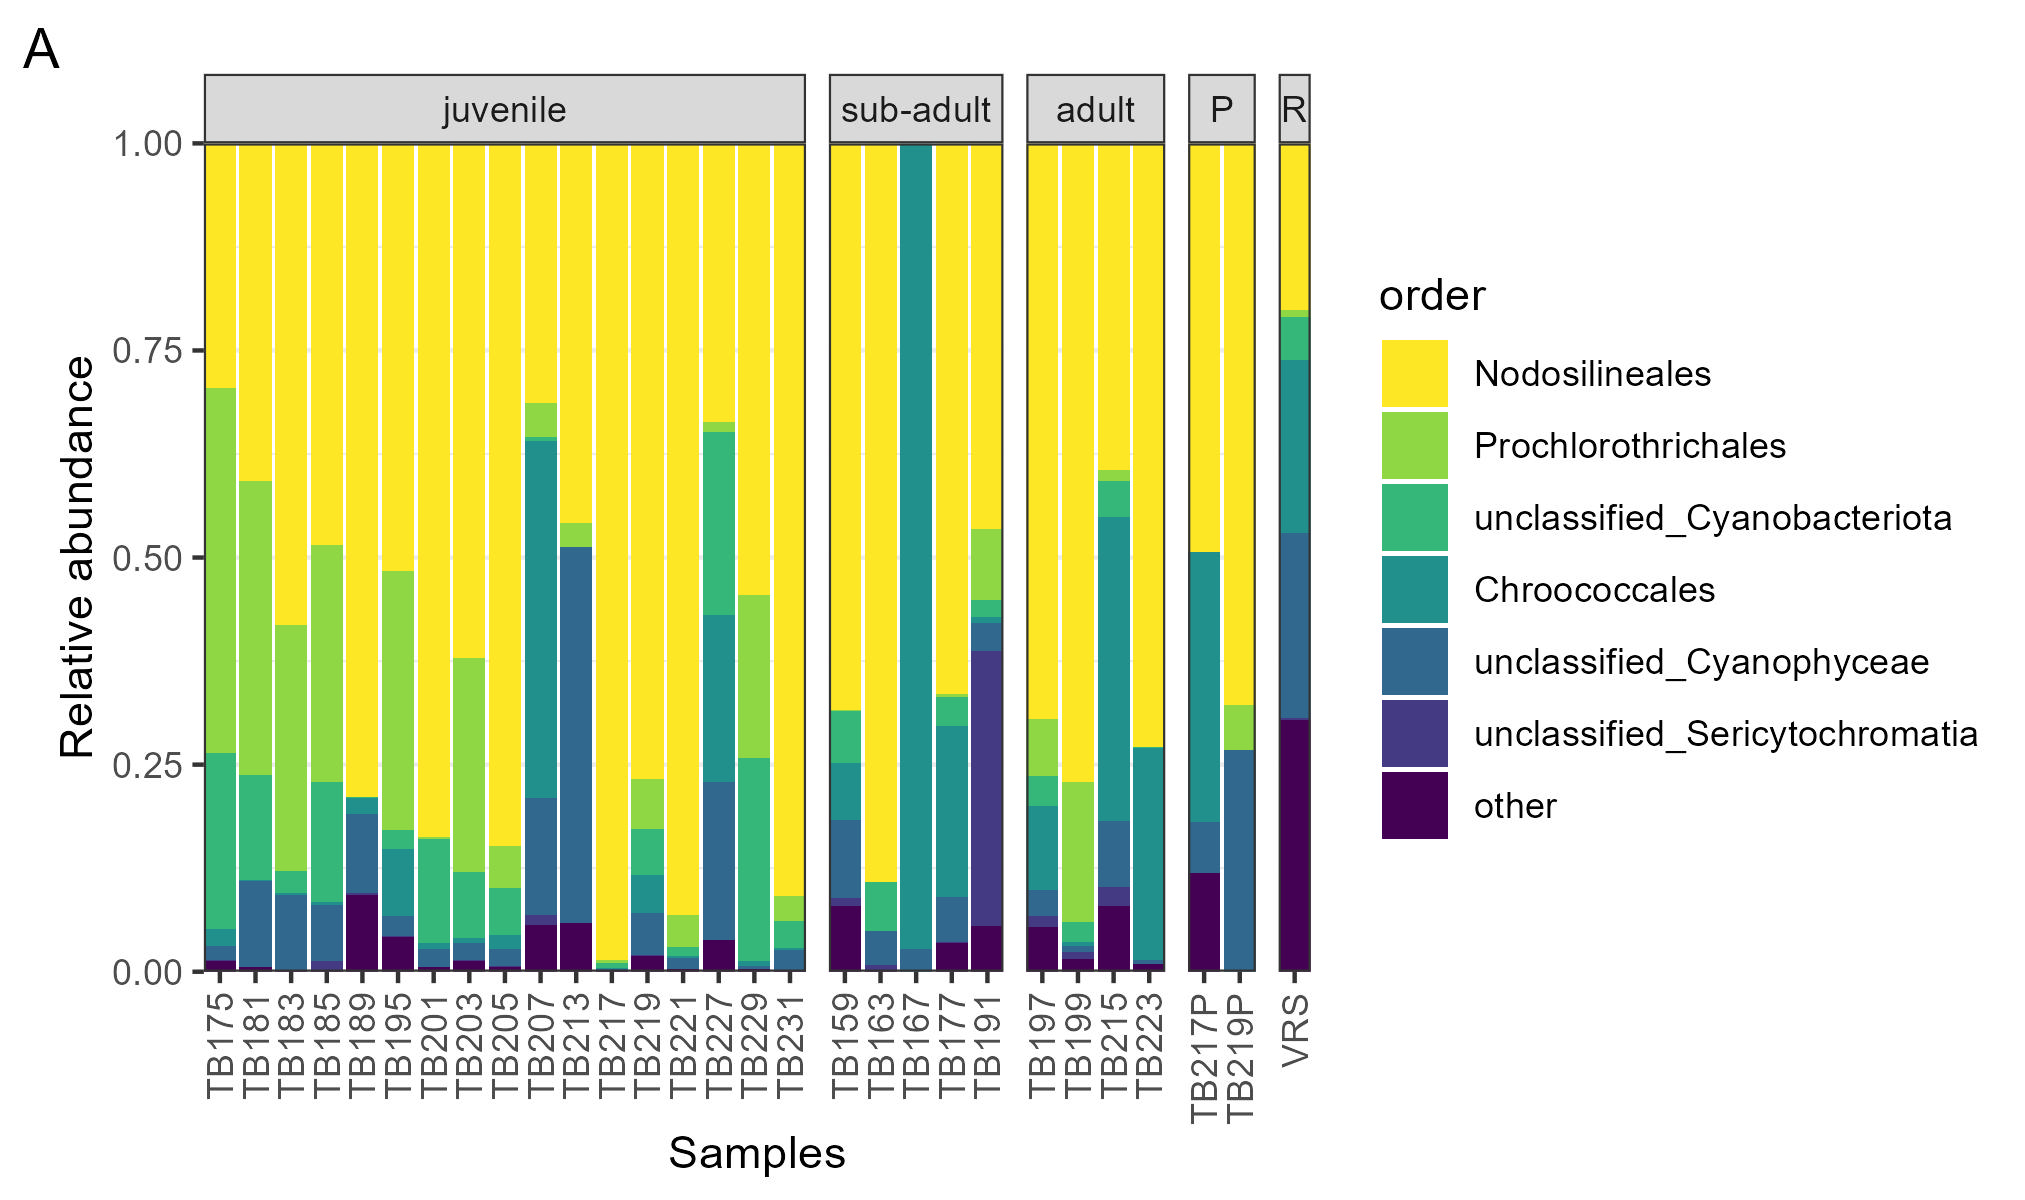 A
juvenile
sub-adult
adult
P
R
1.00
0.75
0.50
0.25
0.00
Relative abundance
TB175
TB181
TB183
TB185
TB189
TB195
TB201
TB203
TB205
TB207
TB213
TB217
TB219
TB221
TB227
TB229
TB231
TB159
TB163
TB167
TB177
TB191
TB197
TB199
TB215
TB223
TB217P
TB219P
VRS
Samples
order
Nodosilineales
Prochlorothrichales
unclassified_Cyanobacteriota
Chroococcales
unclassified_Cyanophyceae
unclassified_Sericytochromatia
other